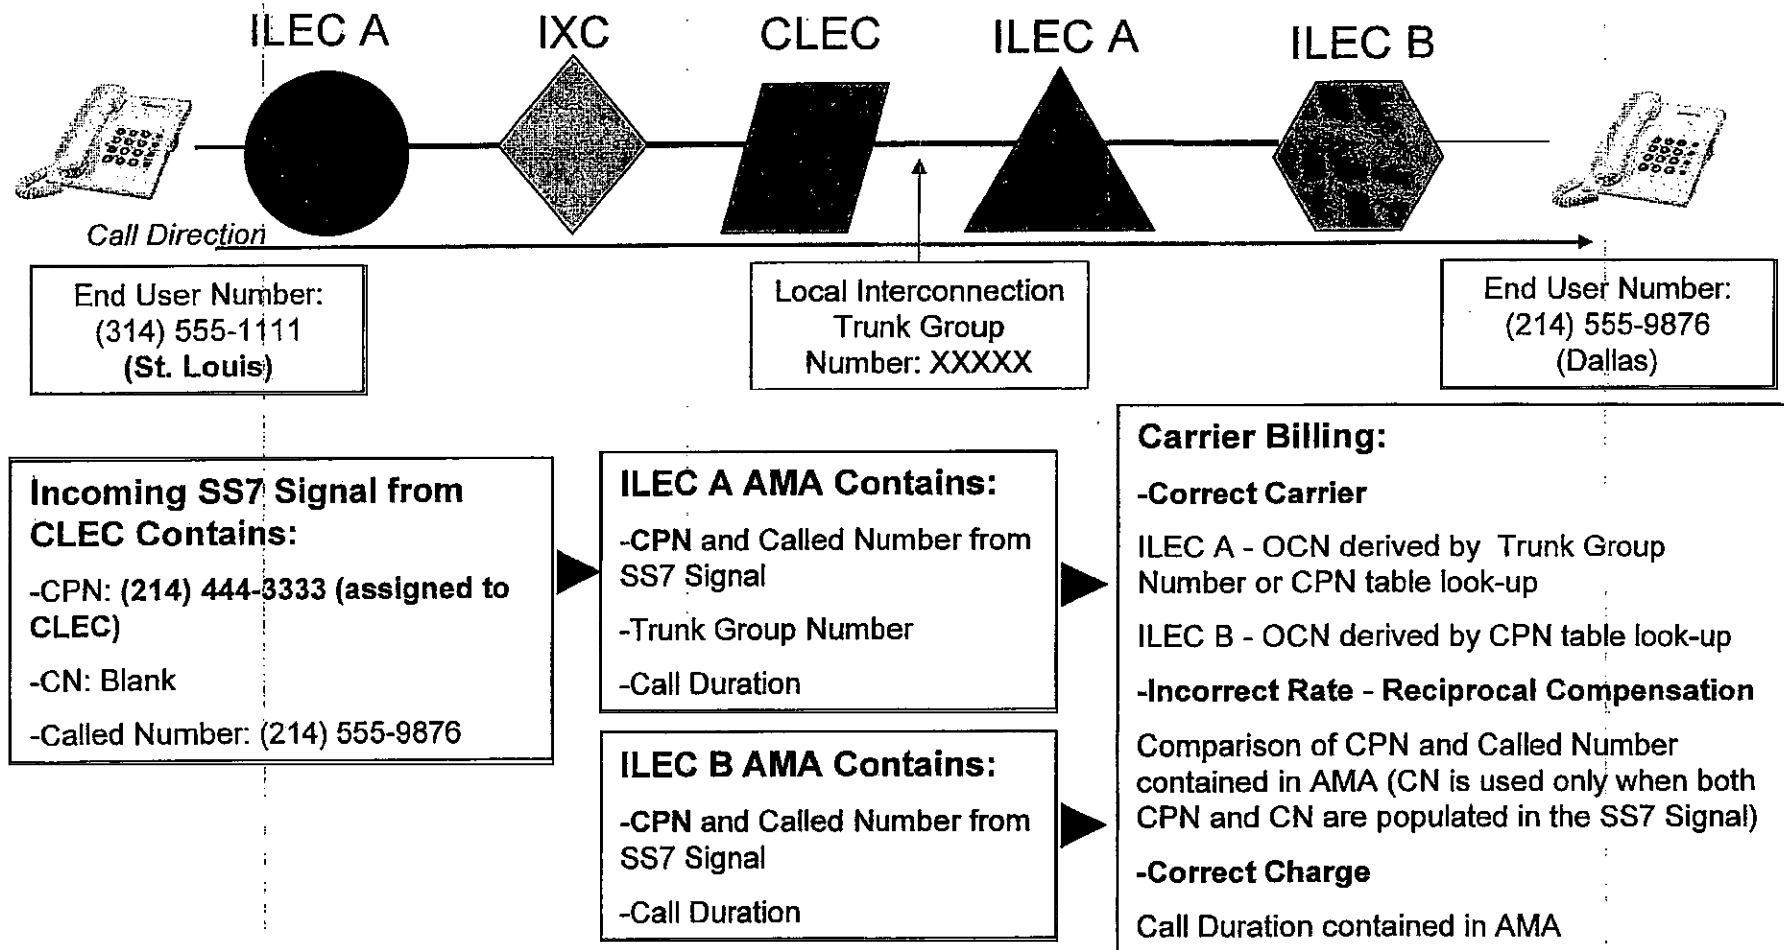 ILEC A
IXC
CLEC
ILEC A
ILEC B
Call Direction
End User Number:
(314) 555-1111
(St. Louis)
Local Interconnection
Trunk Group
Number: XXXXX
End User Number:
(214) 555-9876
(Dallas)
Incoming SS7 Signal from
CLEC Contains:
-CPN: (214) 444-3333 (assigned to
CLEC)
-CN: Blank
-Called Number: (214) 555-9876
ILEC A AMA Contains:
-CPN and Called Number from
SS7 Signal
-Trunk Group Number
-Call Duration
ILEC B AMA Contains:
-CPN and Called Number from
SS7 Signal
-Call Duration
Carrier Billing:
-Correct Carrier
ILEC A - OCN derived by Trunk Group
Number or CPN table look-up
ILEC B - OCN derived by CPN table look-up
-Incorrect Rate - Reciprocal Compensation
Comparison of CPN and Called Number
contained in AMA (CN is used only when both
CPN and CN are populated in the SS7 Signal)
-Correct Charge
Call Duration contained in AMA